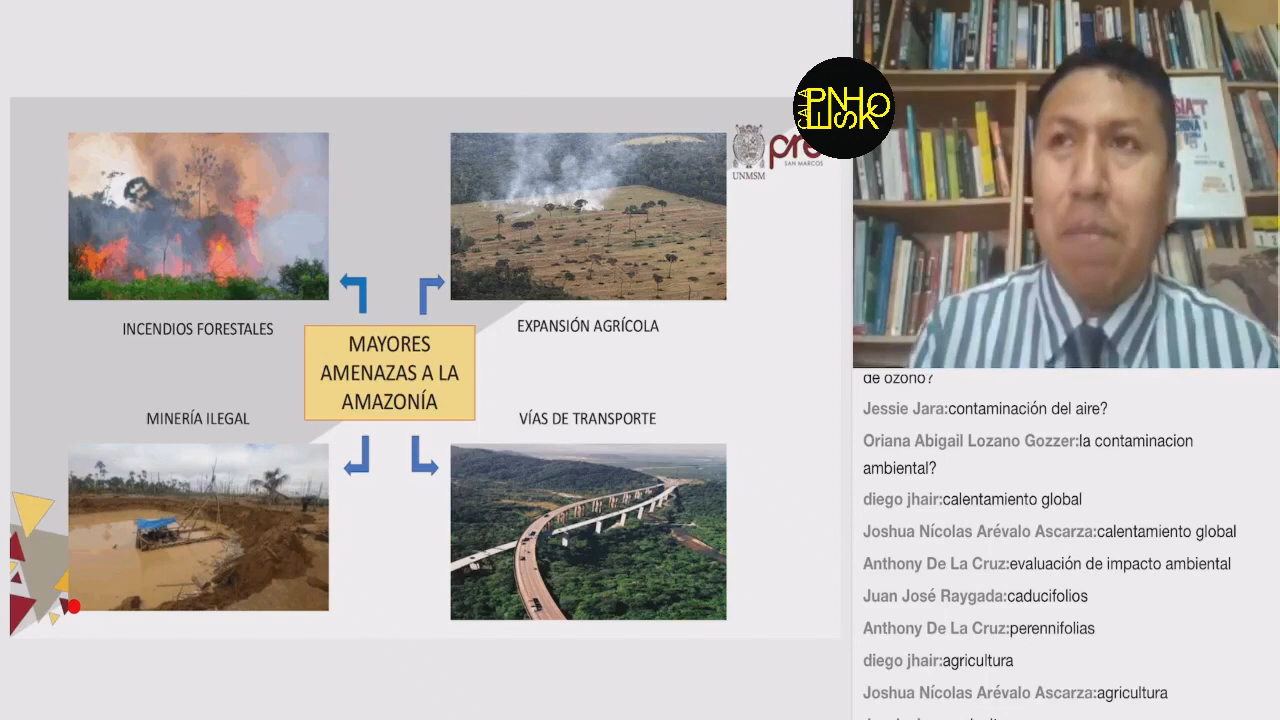 INCENDIOS FORESTALES
EXPANSIÓN AGRÍCOLA
MAYORES
AMENAZAS A LA
AMAZONÍA
MINERÍA ILEGAL
VÍAS DE TRANSPORTE
UNMSM
SAN MARCOS
de ozono?
Jessie Jara:contaminación del aire?
Oriana Abigail Lozano Gozzer:la contaminacion
ambiental?
diego jhair:calentamiento global
Joshua Nícolas Arévalo Ascarza:calentamiento global
Anthony De La Cruz:evaluación de impacto ambiental
Juan José Raygada:caducifolios
Anthony De La Cruz:perennifolias
diego jhair:agricultura
Joshua Nícolas Arévalo Ascarza:agricultura